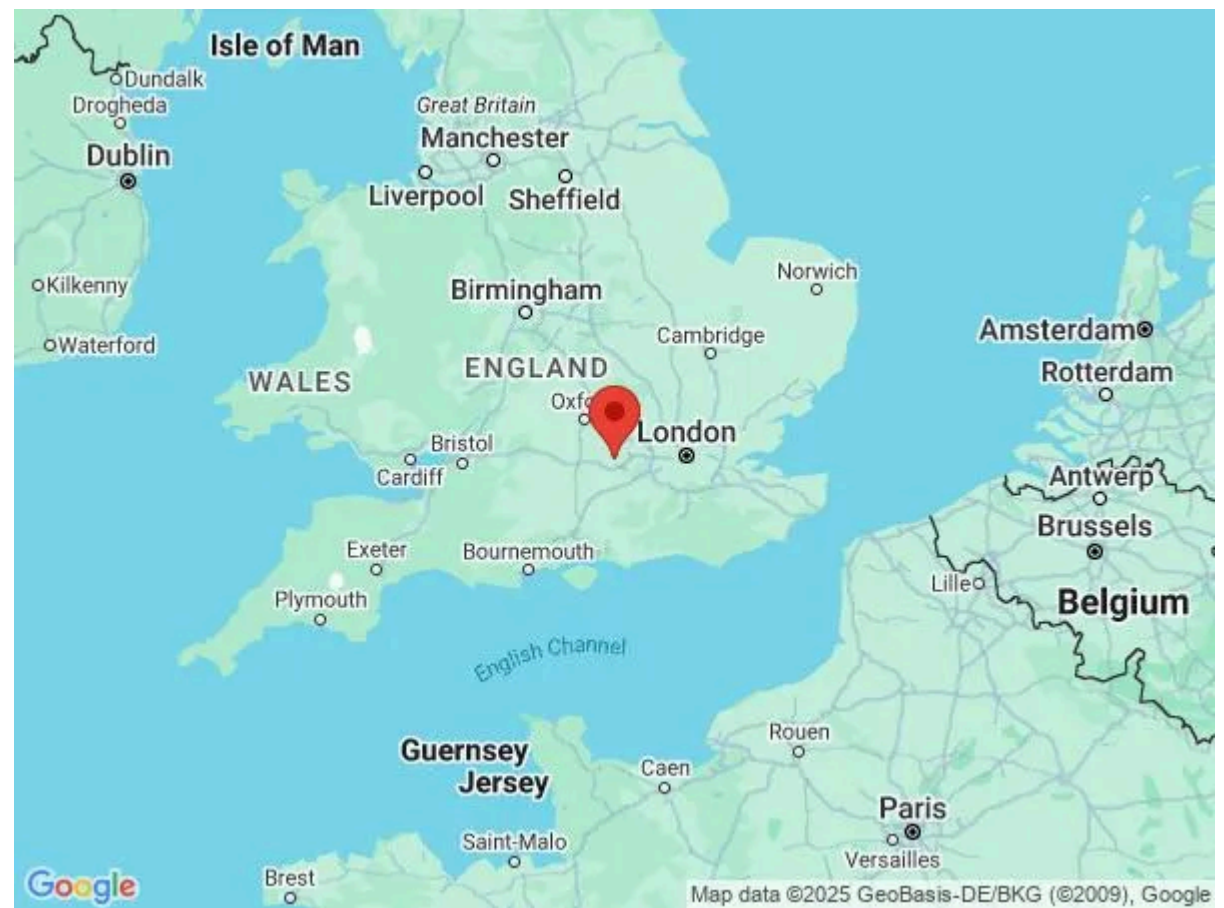 Isle of Man
Dundalk
Drogheda
Great Britain
Manchester
Dublin
Liverpool
Sheffield
Norwich
Kilkenny
Birmingham
Cambridge
Amsterdam
Waterford
ENGLAND
Rotterdam
WALES
Oxfo
London
Bristol
Cardiff
Antwerp
Brussels
Exeter
Bournemouth
Lille
Plymouth
Belgium
English Channel
Rouen
Guernsey
Jersey
Caen
Paris
Saint-Malo
Versailles
Brest
Google
Map data ©2025 GeoBasis-DE/BKG (©2009), Google